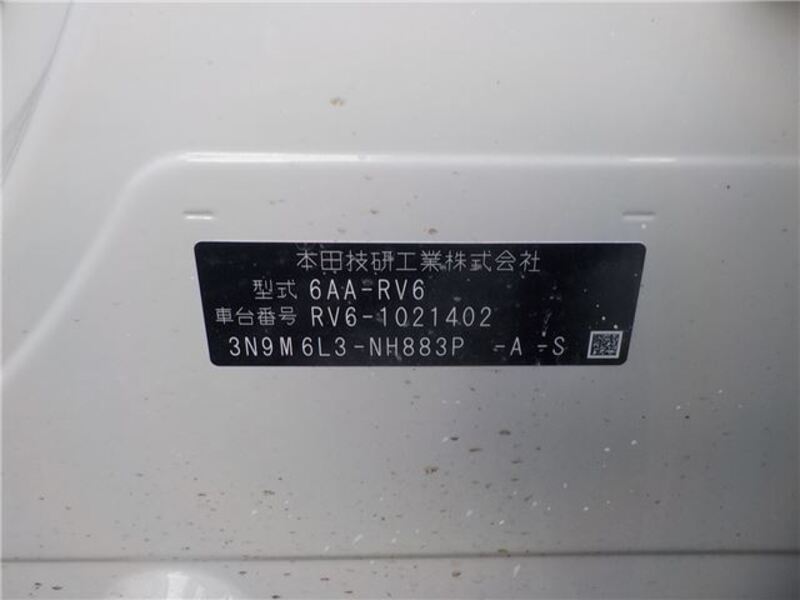 本田技研工業株式会社
型式 6AA-RV6
車台番号 RV6-1021402
3N9M6L3-NH883P -A-S